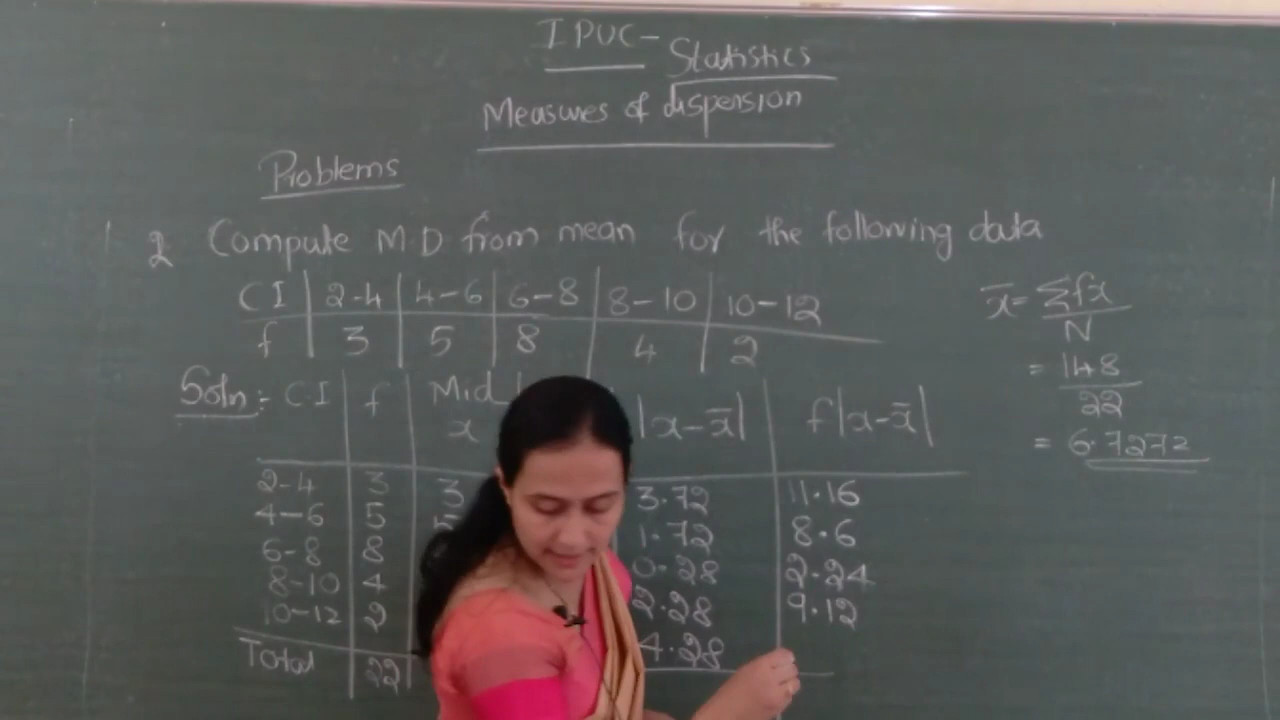 I PUC - Statistics
Measures of dispersion
Problems
2 Compute M D from mean for the following data
C I 2-4 4-6 6-8 8-10 10-12
f 3 5 8 4 2
x̄ = Σfx / N
= 148 / 22
= 6.7272
Soln: C.I f Mid x |x-x̄| f|x-x̄|
2-4 3 3 3.72 11.16
4-6 5 5 1.72 8.6
6-8 8 0.28 2.24
8-10 4 2.28 9.12
10-12 2 4.28
Total 22